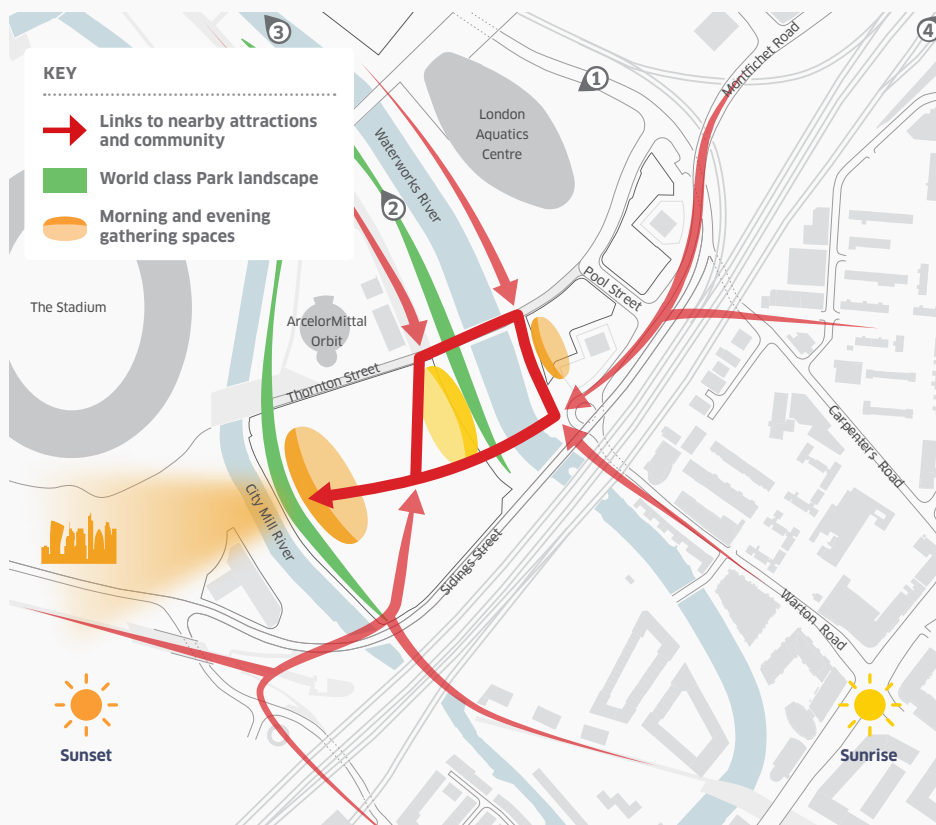 3
4
KEY
Links to nearby attractions
and community
World class Park landscape
Morning and evening
gathering spaces
1
Montfichet Road
London
Aquatics
Centre
Waterworks River
2
Pool Street
The Stadium
ArcelorMittal
Orbit
Thornton Street
Carpenters Road
City Mill River
Sidings Street
Warton Road
Sunset
Sunrise